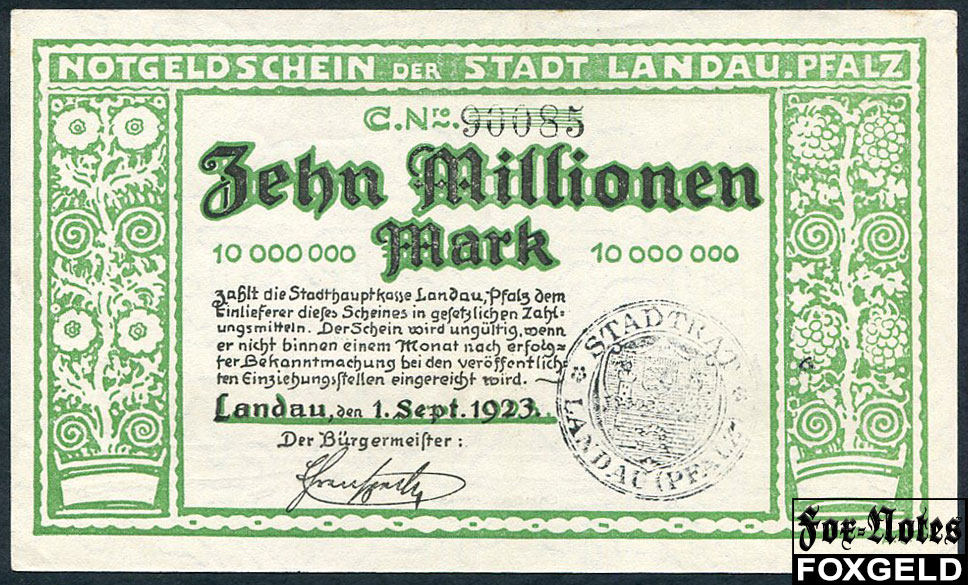 NOTGELDSCHEIN DER STADT LANDAU, PFALZ
C. Nro. 90085
Zehn Millionen
Mark
10 000 000 10 000 000
zahlt die Stadthauptkasse Landau, Pfalz dem
Einlieferer dieses Scheines in gesetzlichen Zahl-
ungsmitteln. Der Schein wird ungültig, wenn
er nicht binnen einem Monat nach erfolg-
ter Bekanntmachung bei den veröffentlich-
ten Einziehungsstellen eingereicht wird.
Landau, den 1. Sept. 1923.
Der Bürgermeister:
STADTRAT
LANDAU (PFALZ)
Fox-Notes
FOXGELD